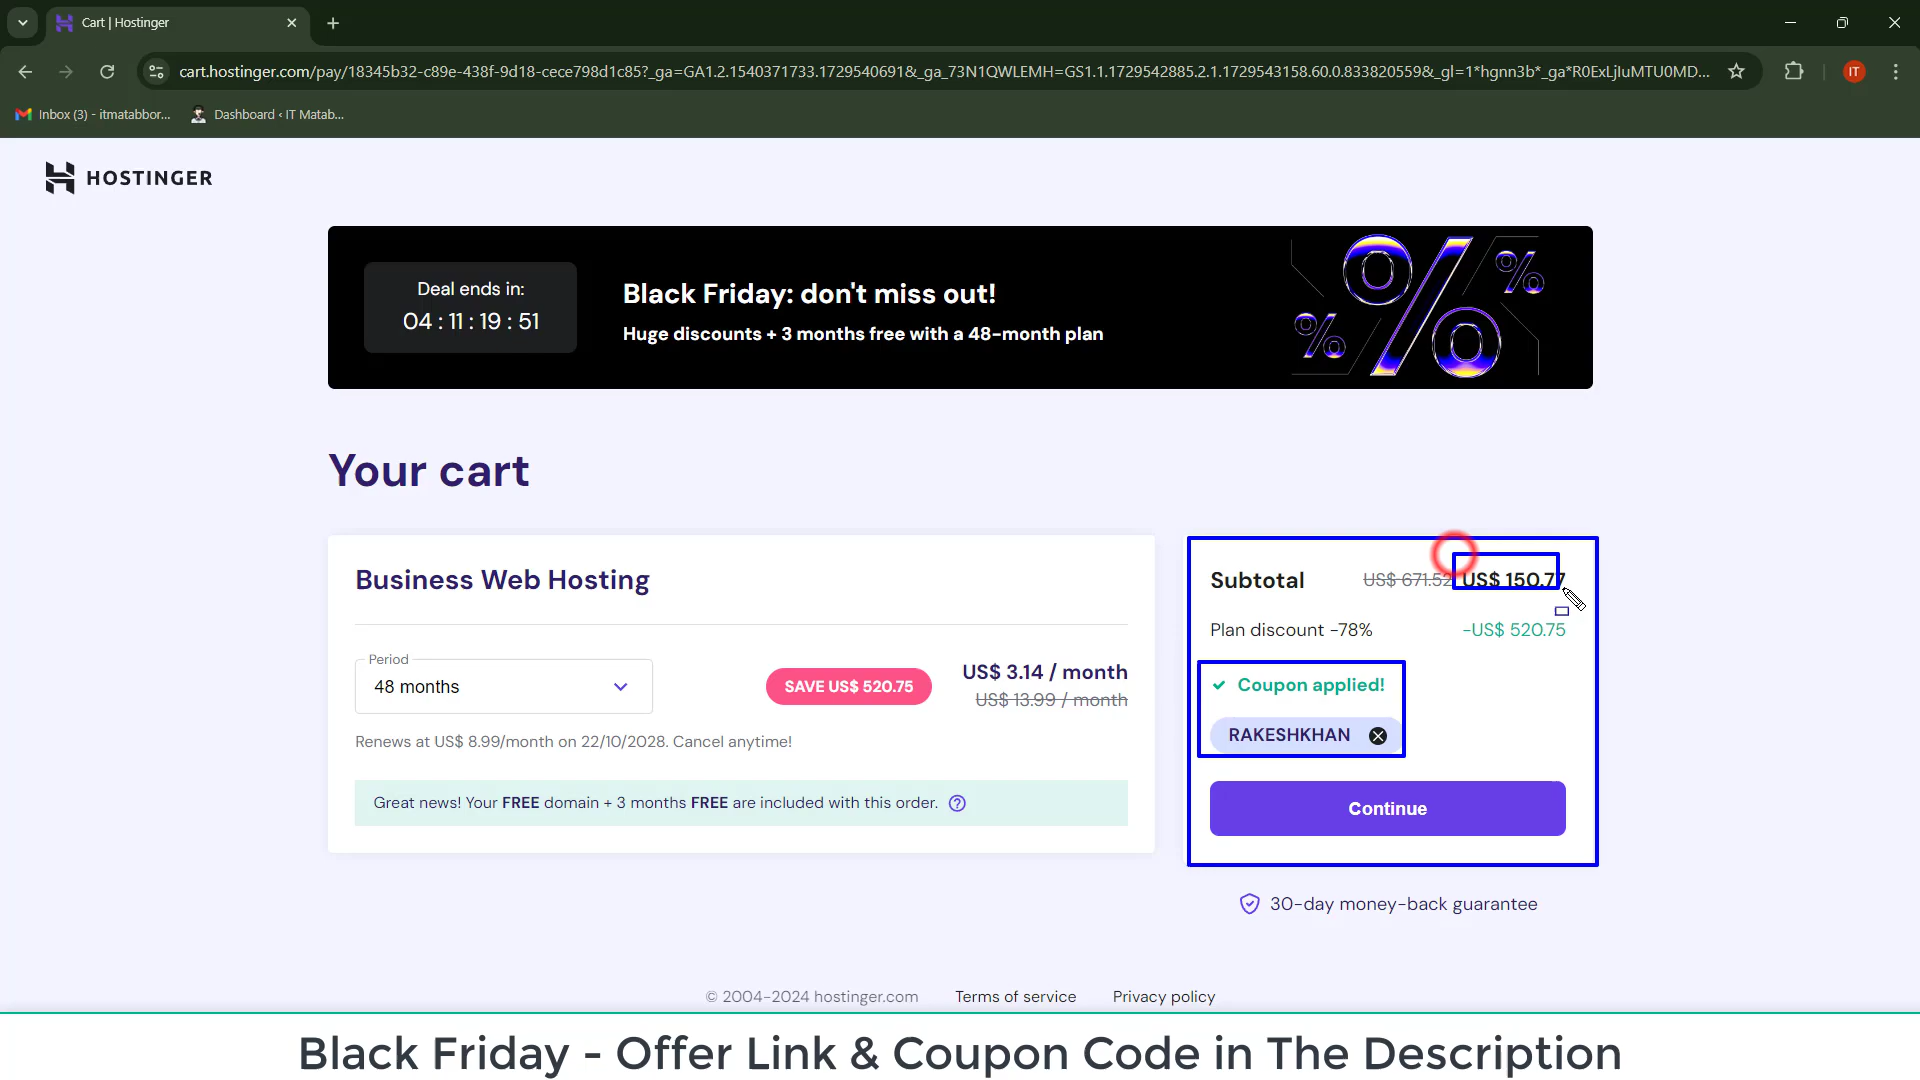 Cart | Hostinger
cart.hostinger.com/pay/18345b32-c89e-438f-9d18-cece798d1c85?_ga=GA1.2.1540371733.1729540691&_ga_73N1QWLEMH=GS1.1.1729542885.2.1.1729543158.60.0.833820559&_gl=1*hgnn3b*_ga*R0ExLjIuMTU0MD...
IT
Inbox (3) - itmatabbor...
Dashboard ‹ IT Matab...
HOSTINGER
Deal ends in:
04 : 11 : 19 : 51
Black Friday: don't miss out!
Huge discounts + 3 months free with a 48-month plan
% % %
Your cart
Business Web Hosting
Period
48 months
SAVE US$ 520.75
US$ 3.14 / month
US$ 13.99 / month
Renews at US$ 8.99/month on 22/10/2028. Cancel anytime!
Great news! Your FREE domain + 3 months FREE are included with this order.
Subtotal US$ 671.52 US$ 150.77
Plan discount -78% -US$ 520.75
Coupon applied!
RAKESHKHAN
Continue
30-day money-back guarantee
© 2004-2024 hostinger.com Terms of service Privacy policy
Black Friday - Offer Link & Coupon Code in The Description